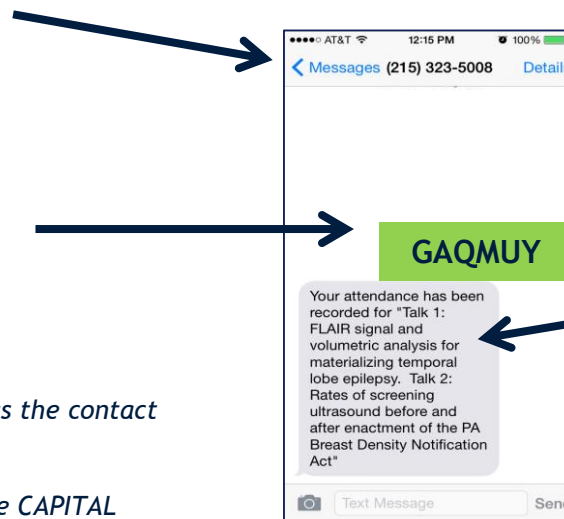 AT&T 12:15 PM 100%
Messages (215) 323-5008
GAQMUY
Your attendance has been
recorded for "Talk 1:
FLAIR signal and
volumetric analysis for
materializing temporal
lobe epilepsy. Talk 2:
Rates of screening
ultrasound before and
after enactment of the PA
Breast Density Notification
Act"
the contact
CAPITAL
Text Message